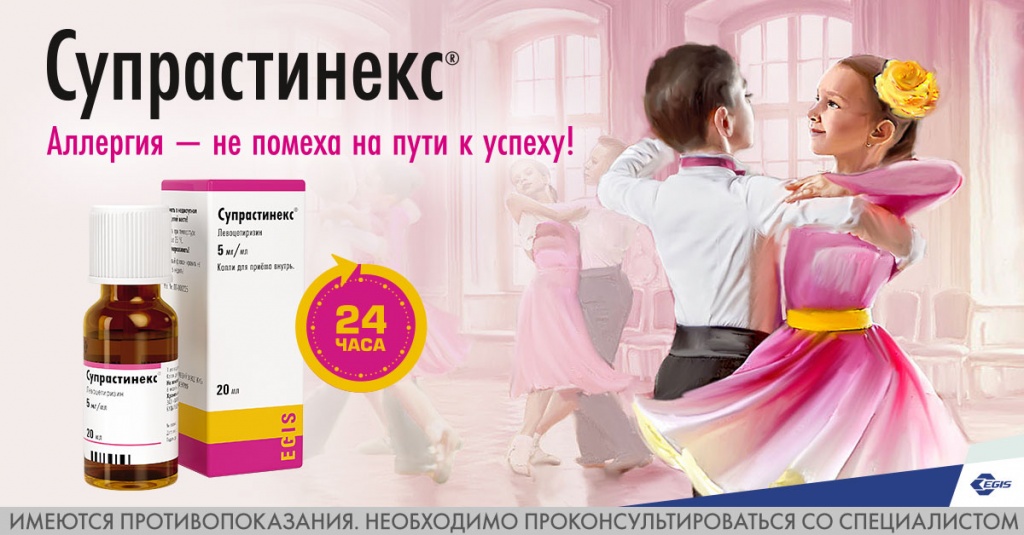 Супрастинекс®
Аллергия — не помеха на пути к успеху!
Супрастинекс®
Левоцетиризин
5 мг/мл
Капли для приёма внутрь.
20 мл
EGIS
24
ЧАСА
Супрастинекс®
Левоцетиризин
5 мг/мл
20 мл
EGIS
ИМЕЮТСЯ ПРОТИВОПОКАЗАНИЯ. НЕОБХОДИМО ПРОКОНСУЛЬТИРОВАТЬСЯ СО СПЕЦИАЛИСТОМ